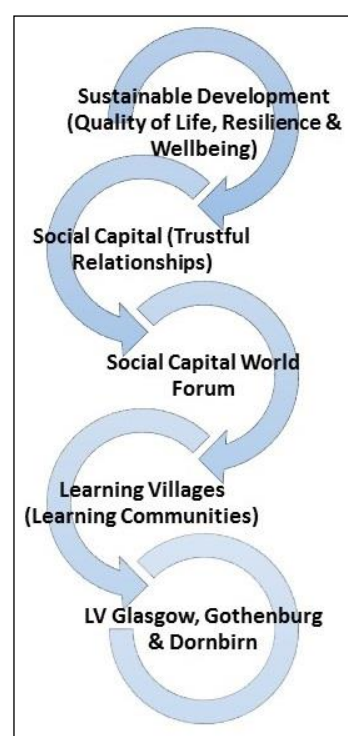 Sustainable Development
(Quality of Life, Resilience &
Wellbeing)
Social Capital (Trustful
Relationships)
Social Capital World
Forum
Learning Villages
(Learning Communities)
LV Glasgow, Gothenburg
& Dornbirn